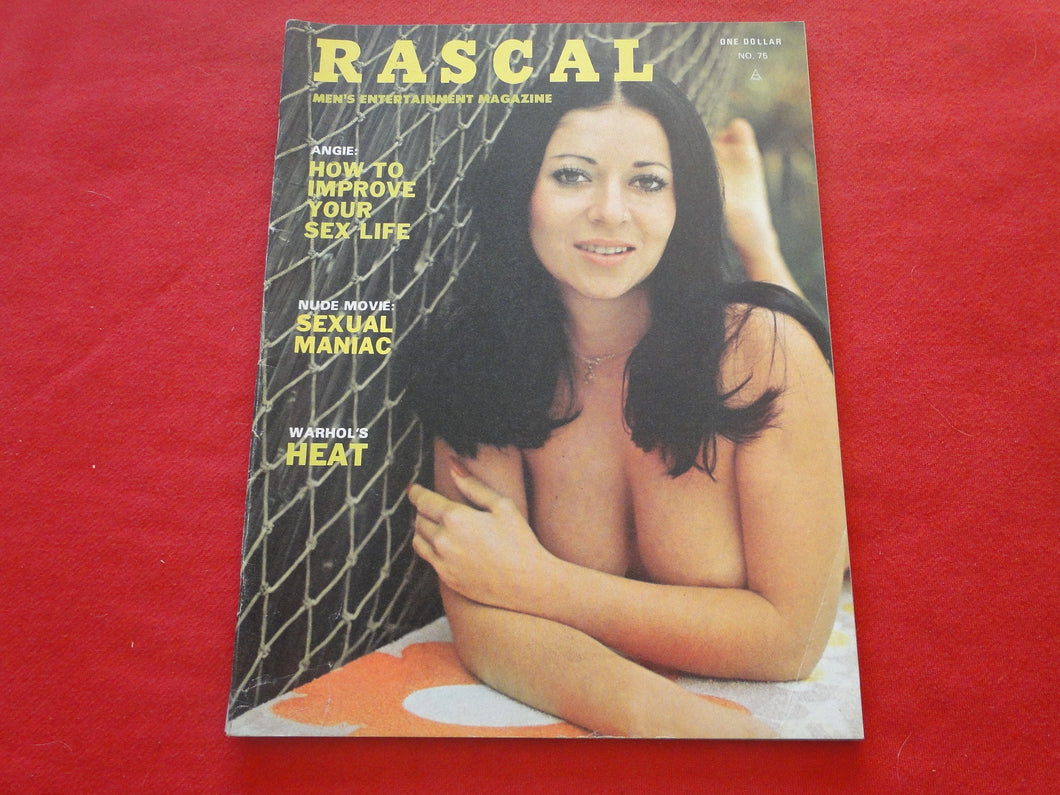 RASCAL
ONE DOLLAR
NO. 75
MEN'S ENTERTAINMENT MAGAZINE
ANGIE:
HOW TO
IMPROVE
YOUR
SEX LIFE
NUDE MOVIE:
SEXUAL
MANIAC
WARHOL'S
HEAT